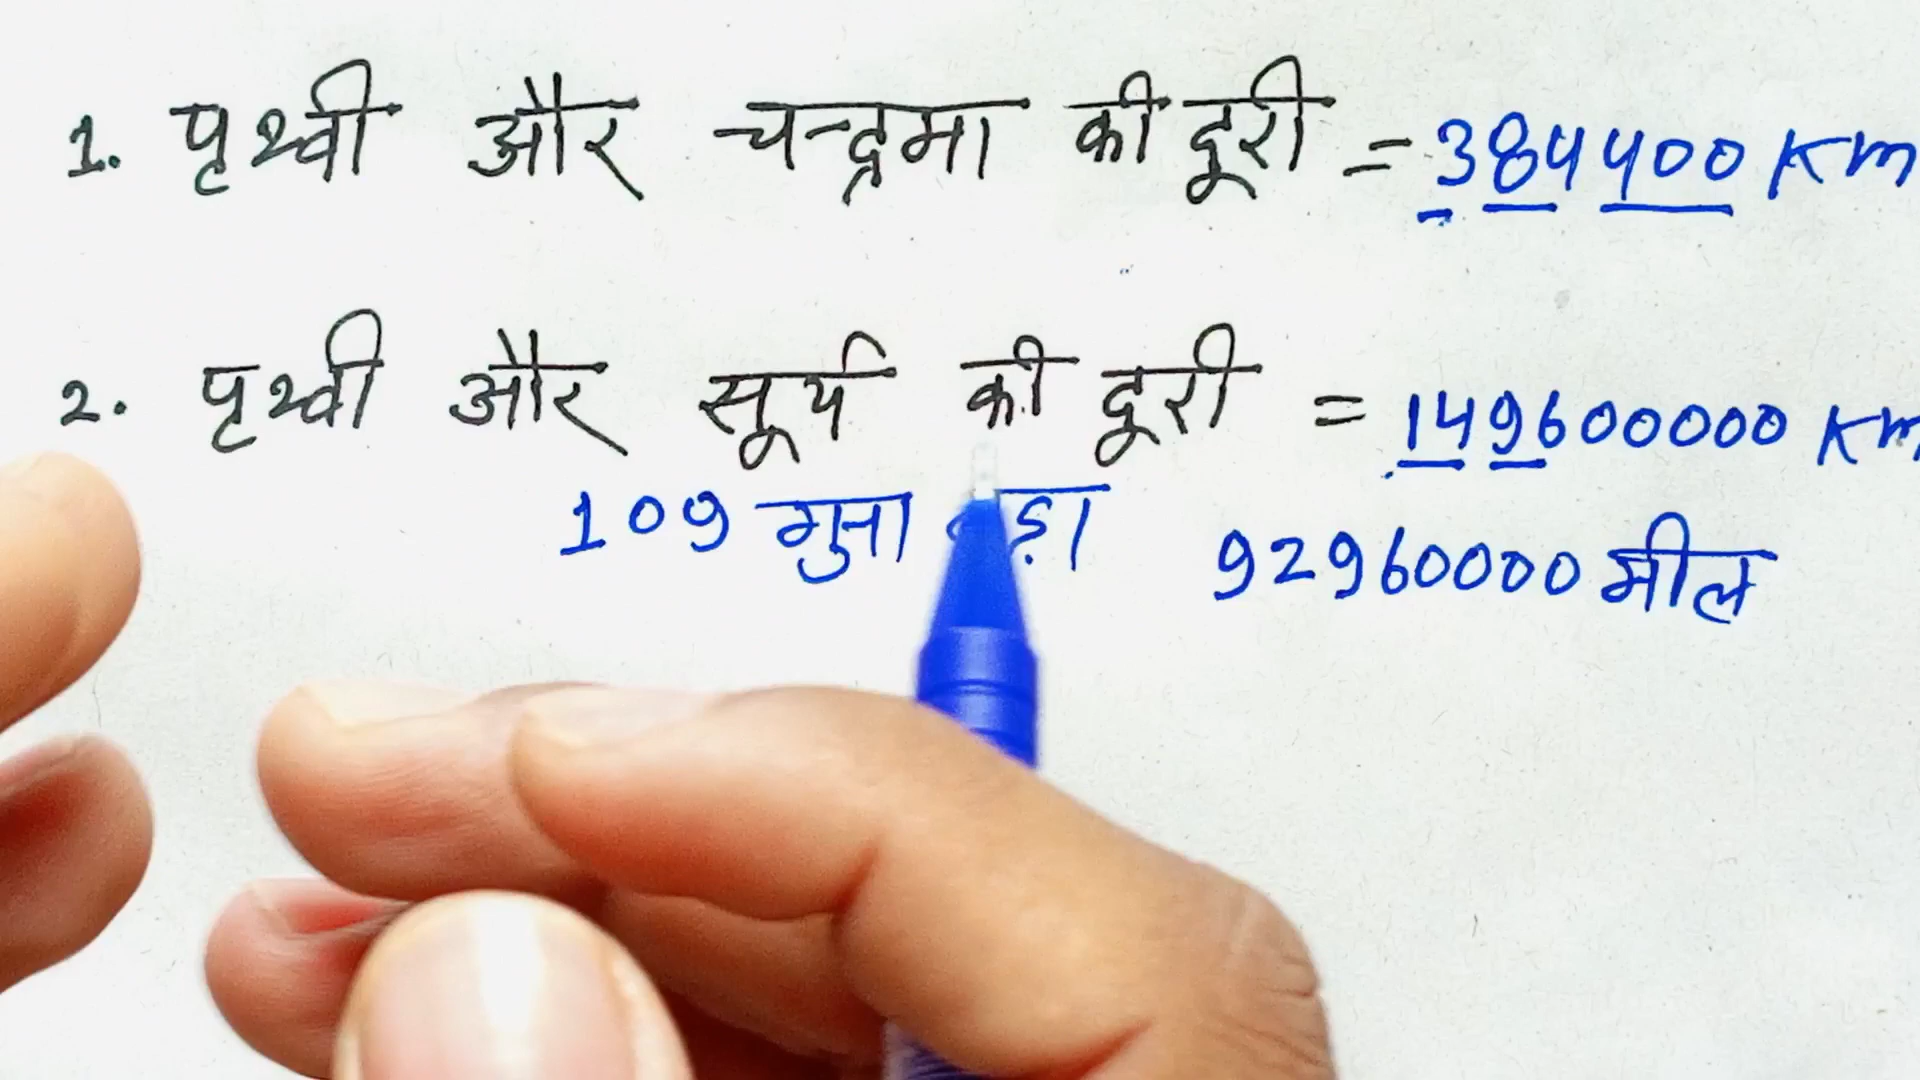 1. पृथ्वी और चन्द्रमा की दूरी = 384400 Km
2. पृथ्वी और सूर्य की दूरी = 149600000 Km
109 गुना
92960000 मील